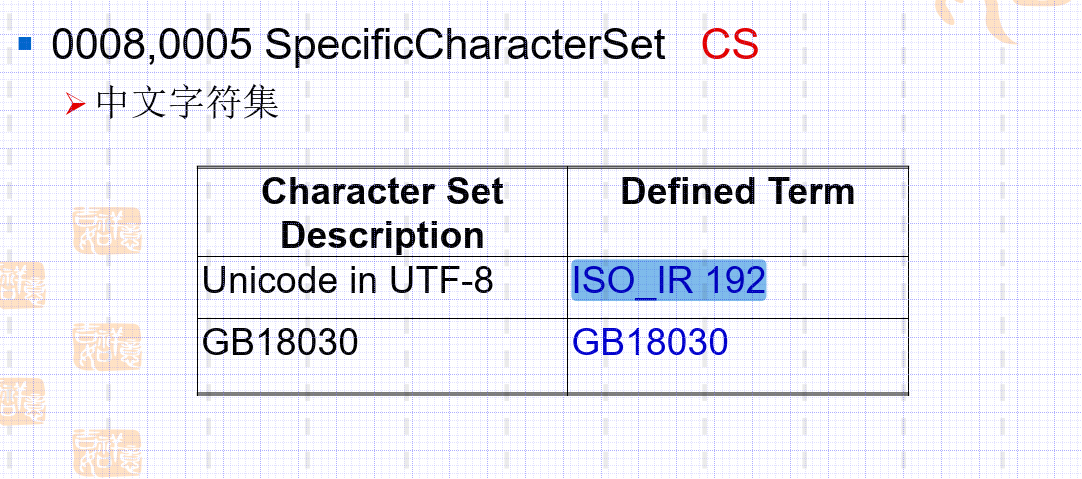 0008,0005 SpecificCharacterSet CS
中文字符集
Character Set Description
Defined Term
Unicode in UTF-8
ISO_IR 192
GB18030
GB18030